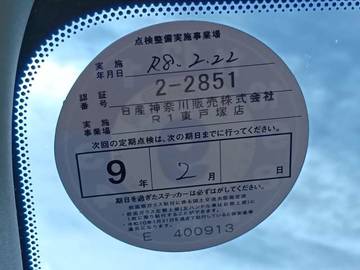 点検整備実施事業場
実施年月日 R8.2.22
認証番号 2-2851
実施事業場 日産神奈川販売株式会社
R1東戸塚店
次回の定期点検は、次の期日までに行ってください。
9年 2月 日
期日を過ぎたステッカーは必ずはがしてください。
E 400913